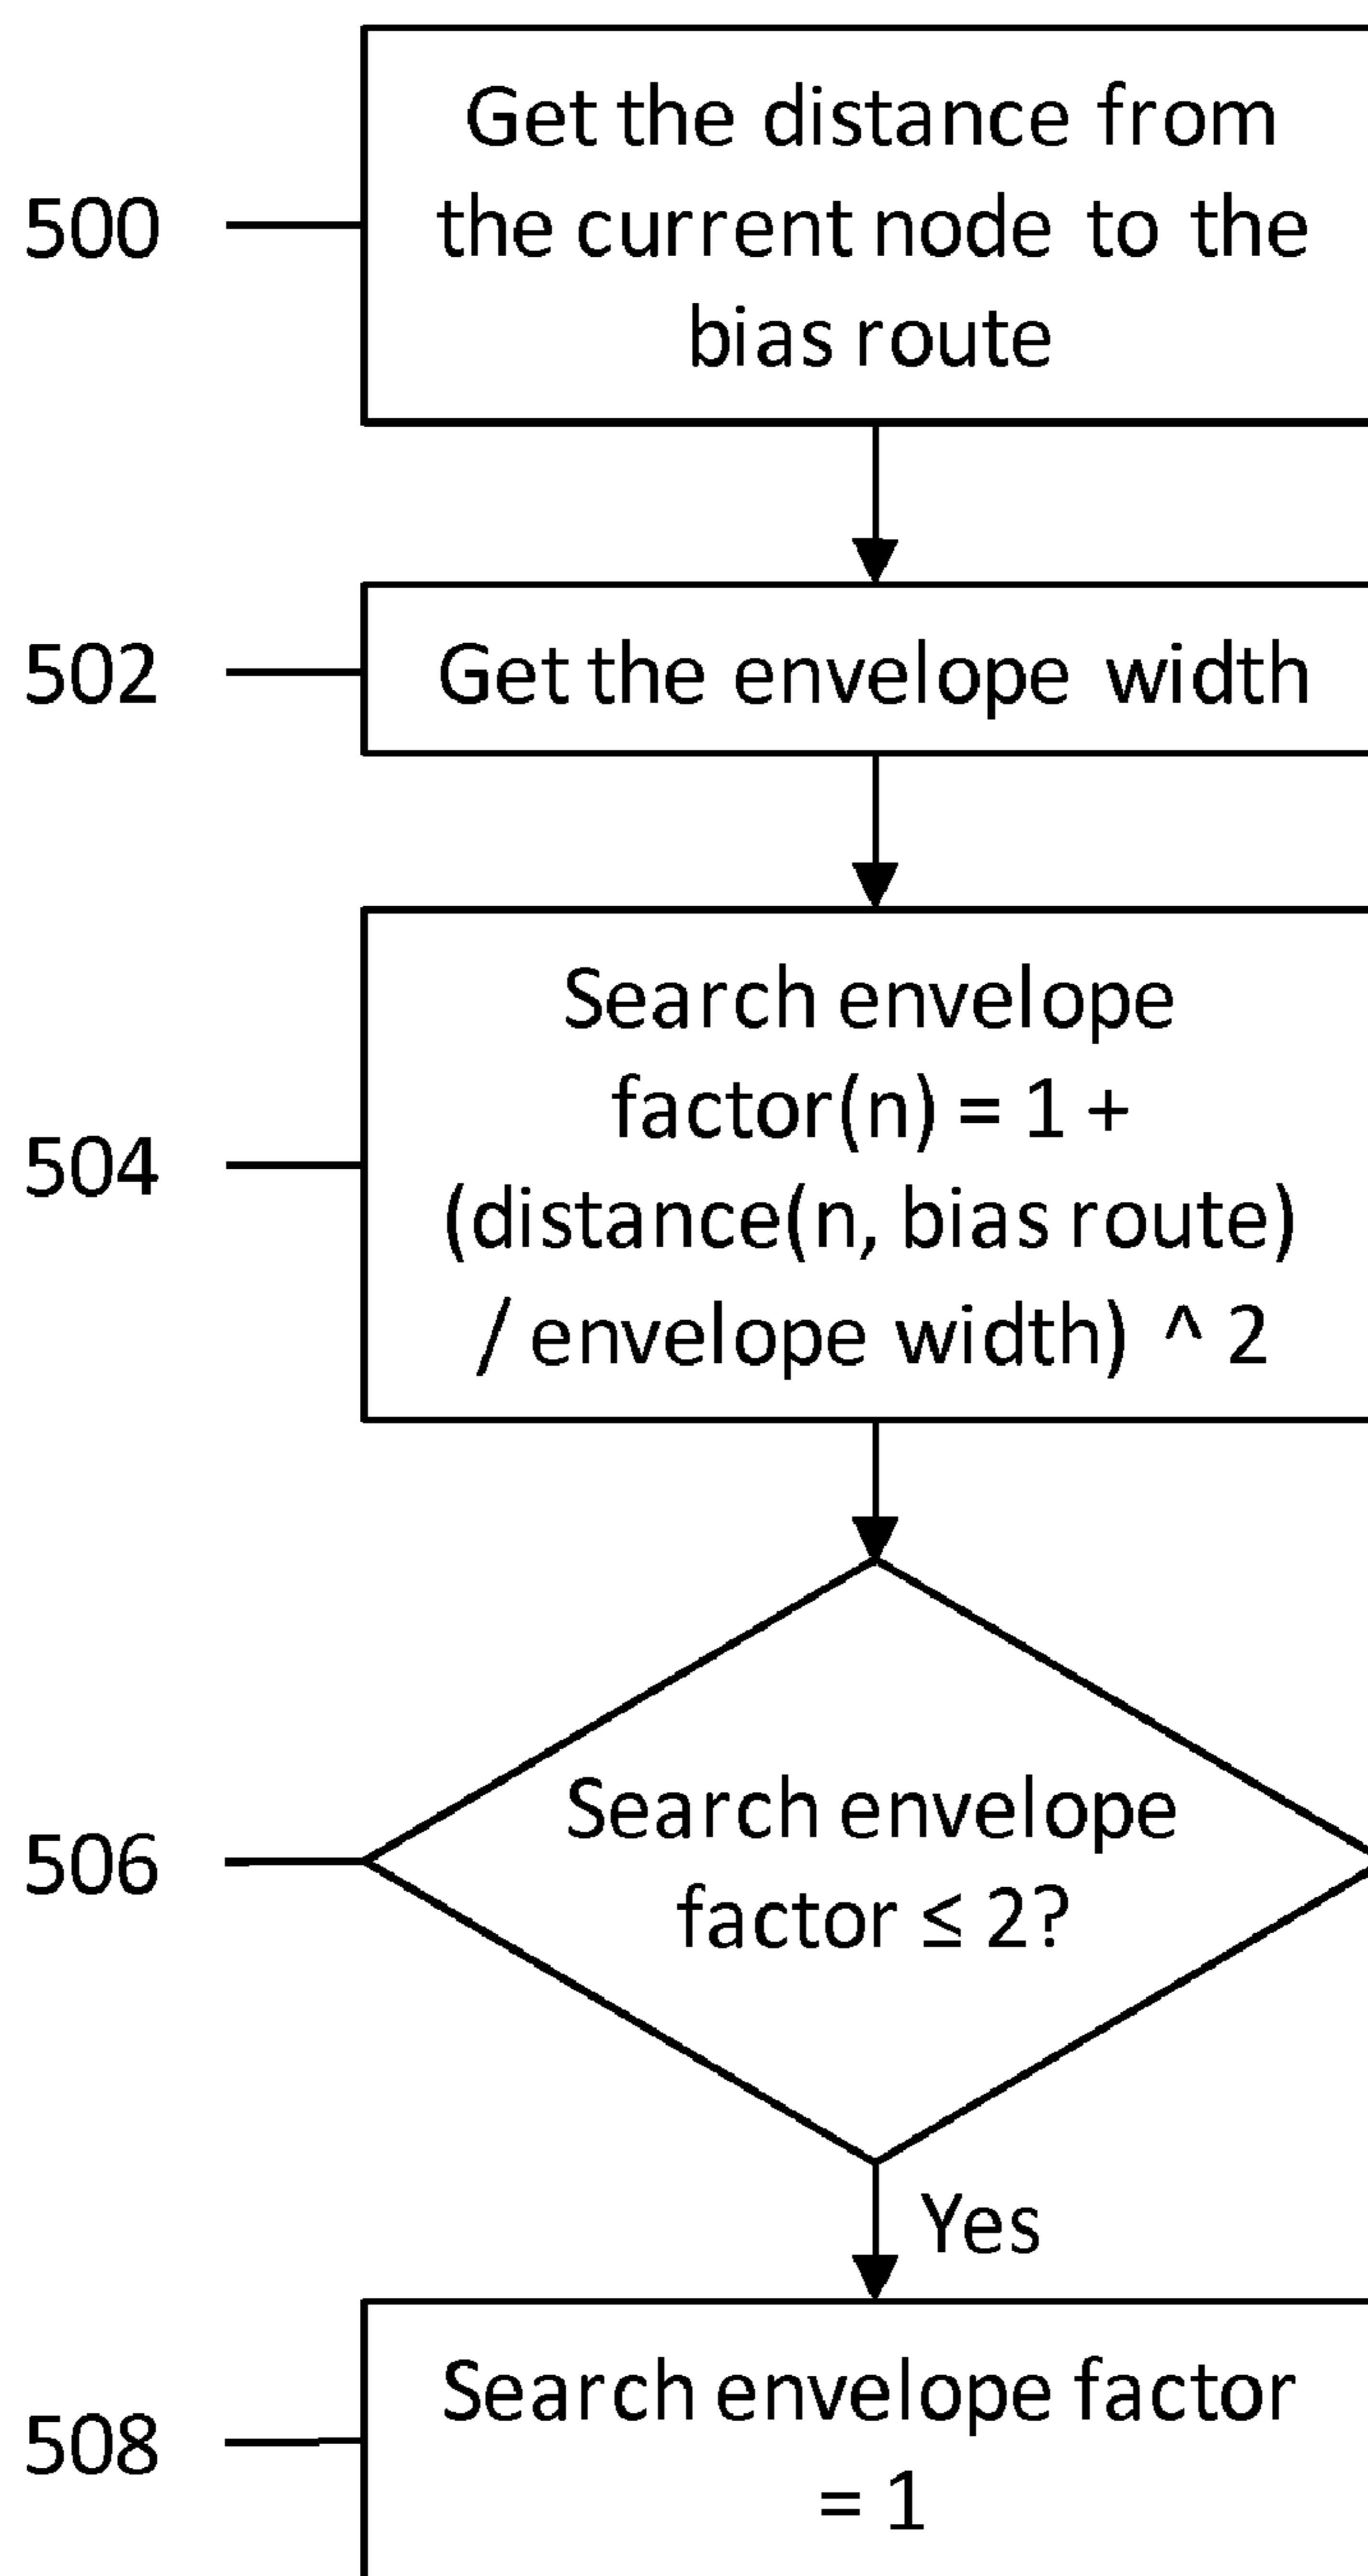 Get the distance from
500
the current node to the
bias route
502
Get the envelope width
Search envelope
factor(n) = 1 +
504
(distance(n, bias route)
/ envelope width) ^ 2
Search envelope
506
factor ≤ 2?
Yes
Search envelope factor
508
= 1